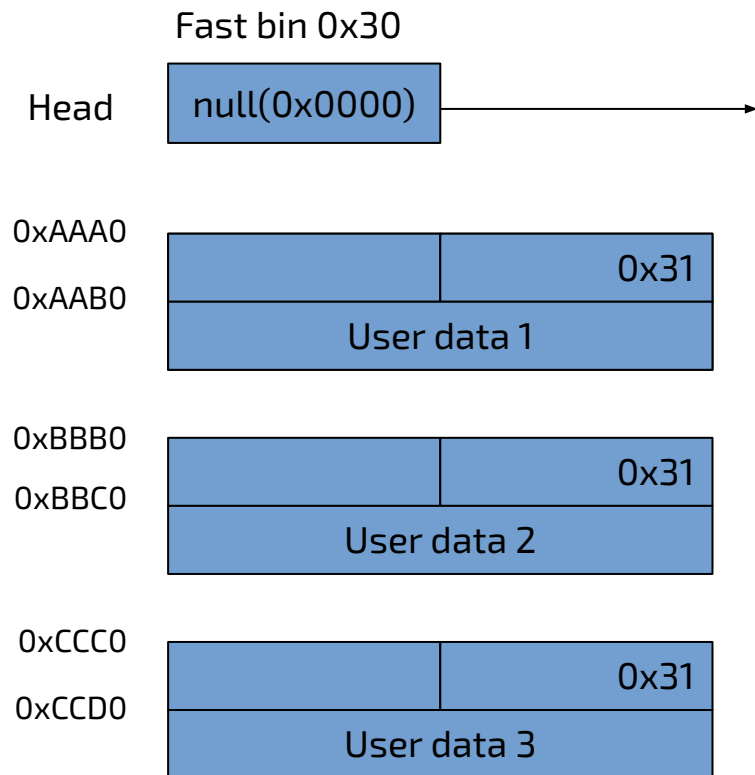 Fast bin 0x30
Head null(0x0000)
0xAAA0
0x31
0xAAB0
User data 1
0xBBB0
0x31
0xBBC0
User data 2
0xCCC0
0x31
0xCCD0
User data 3